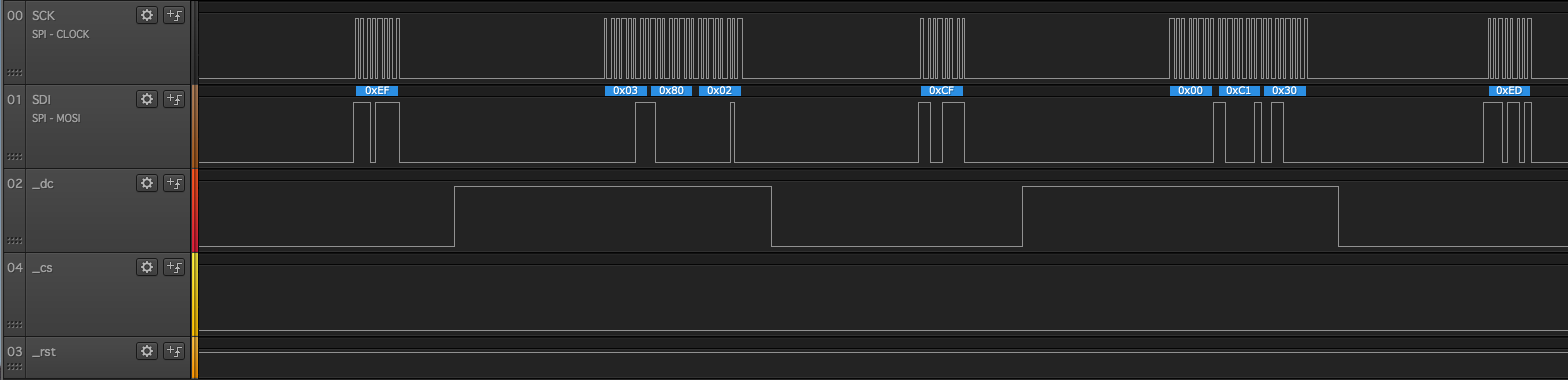 00 SCK
SPI - CLOCK
0xEF 0x03 0x80 0x02 0xCF 0x00 0xC1 0x30 0xED
01 SDI
SPI - MOSI
02 _dc
04 _cs
03 _rst